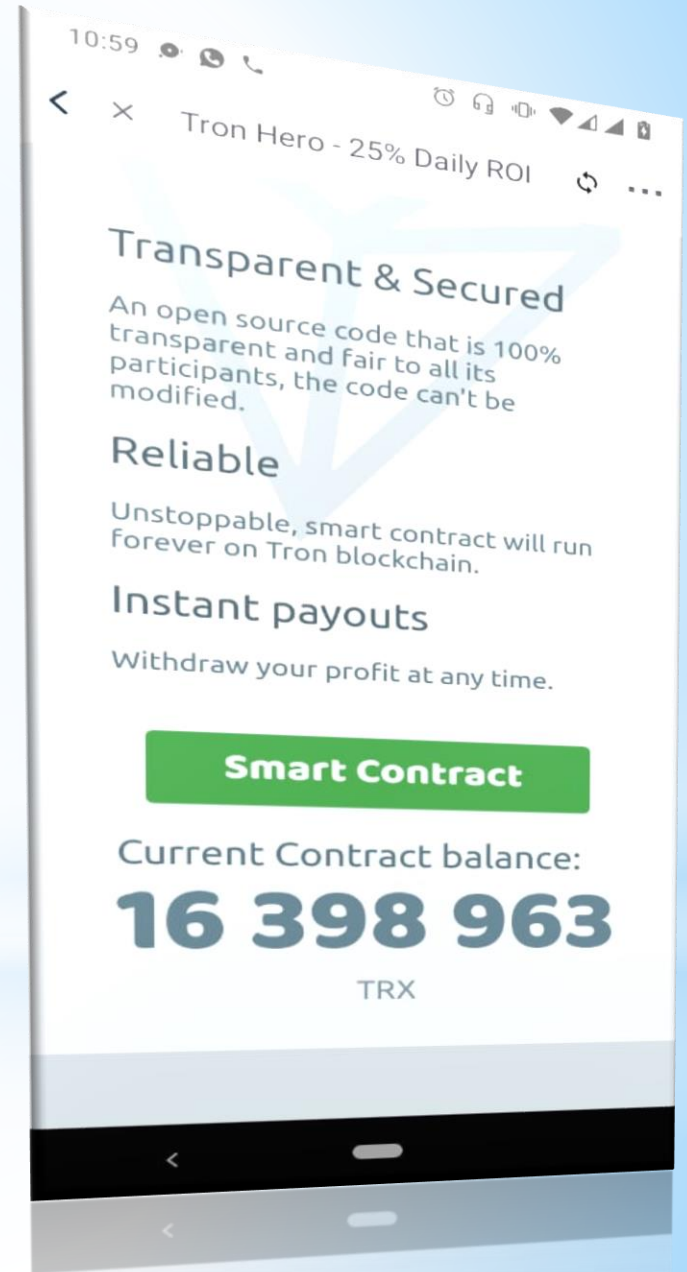 10:59
Tron Hero - 25% Daily ROI
Transparent & Secured
An open source code that is 100%
transparent and fair to all its
participants, the code can't be
modified.
Reliable
Unstoppable, smart contract will run
forever on Tron blockchain.
Instant payouts
Withdraw your profit at any time.
Smart Contract
Current Contract balance:
16 398 963
TRX